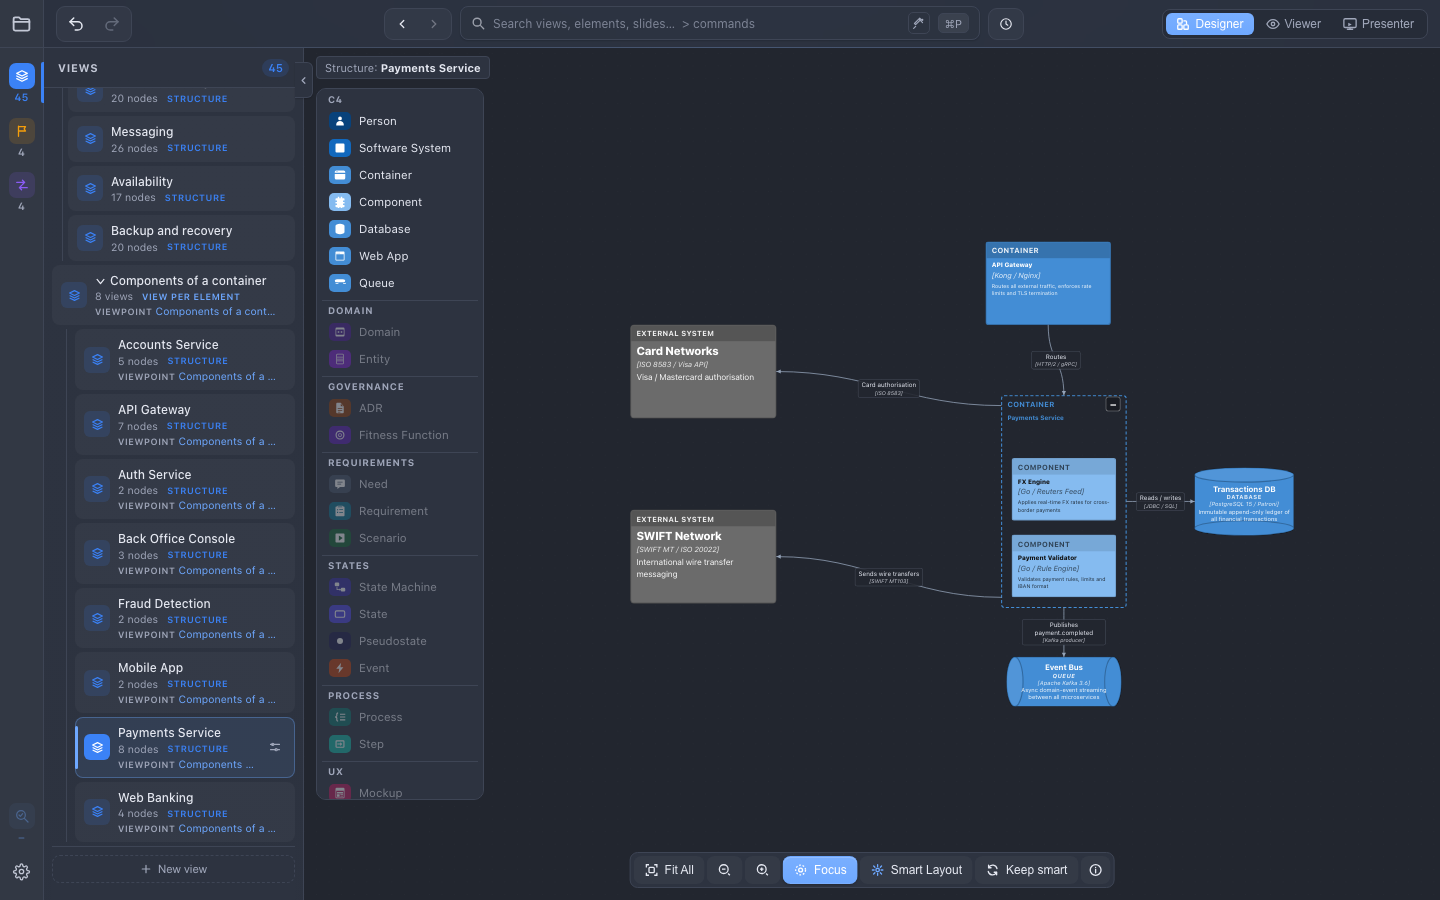 Search views, elements, slides... > commands
⌘P
Designer
Viewer
Presenter
VIEWS
45
45
4
4
20 nodes STRUCTURE
Messaging
26 nodes STRUCTURE
Availability
17 nodes STRUCTURE
Backup and recovery
20 nodes STRUCTURE
Components of a container
8 views VIEW PER ELEMENT
VIEWPOINT Components of a cont...
Accounts Service
5 nodes STRUCTURE
VIEWPOINT Components of a ...
API Gateway
7 nodes STRUCTURE
VIEWPOINT Components of a ...
Auth Service
2 nodes STRUCTURE
VIEWPOINT Components of a ...
Back Office Console
3 nodes STRUCTURE
VIEWPOINT Components of a ...
Fraud Detection
2 nodes STRUCTURE
VIEWPOINT Components of a ...
Mobile App
2 nodes STRUCTURE
VIEWPOINT Components of a ...
Payments Service
8 nodes STRUCTURE
VIEWPOINT Components ...
Web Banking
4 nodes STRUCTURE
VIEWPOINT Components of a ...
+ New view
Structure: Payments Service
C4
Person
Software System
Container
Component
Database
Web App
Queue
DOMAIN
Domain
Entity
GOVERNANCE
ADR
Fitness Function
REQUIREMENTS
Need
Requirement
Scenario
STATES
State Machine
State
Pseudostate
Event
PROCESS
Process
Step
UX
Mockup
CONTAINER
API Gateway
[Kong / Nginx]
Routes all external traffic, enforces rate
limits and TLS termination
Routes
[HTTP/2 / gRPC]
EXTERNAL SYSTEM
Card Networks
[ISO 8583 / Visa API]
Visa / Mastercard authorisation
Card authorisation
[ISO 8583]
CONTAINER
Payments Service
COMPONENT
FX Engine
[Go / Reuters Feed]
Applies real-time FX rates for cross-
border payments
COMPONENT
Payment Validator
[Go / Rule Engine]
Validates payment rules, limits and
IBAN format
Reads / writes
[JDBC / SQL]
Transactions DB
DATABASE
[PostgreSQL 15 / Patroni]
Immutable append-only ledger of
all financial transactions
EXTERNAL SYSTEM
SWIFT Network
[SWIFT MT / ISO 20022]
International wire transfer
messaging
Sends wire transfers
[SWIFT MT103]
Publishes
payment.completed
[Kafka producer]
Event Bus
QUEUE
[Apache Kafka 3.6]
Async domain-event streaming
between all microservices
Fit All
Focus
Smart Layout
Keep smart